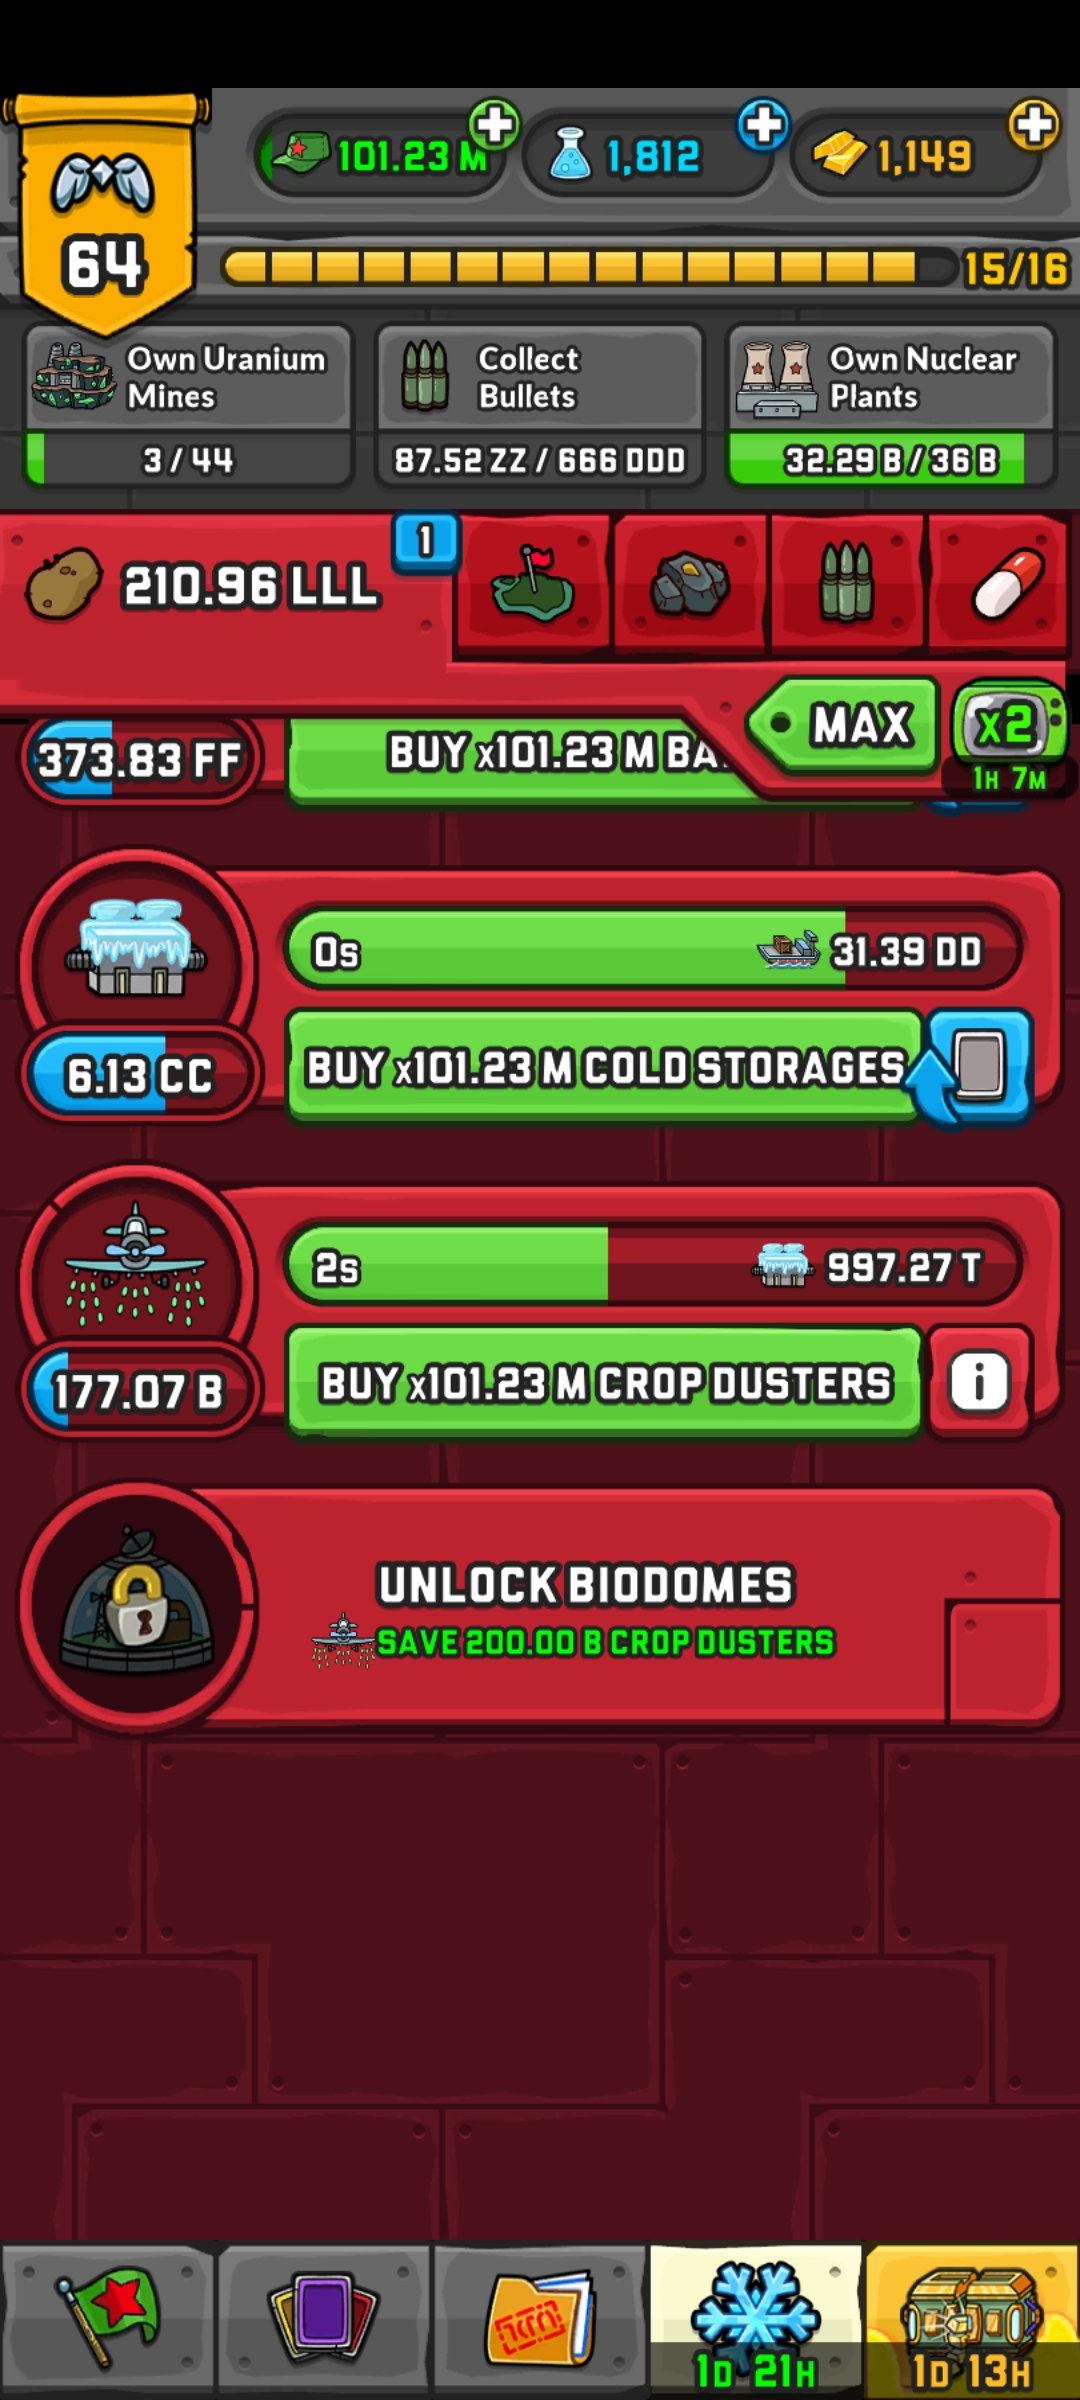 101.23 M
1,812
1,149
64
15/16
Own Uranium
Mines
3 / 44
Collect
Bullets
87.52 ZZ / 666 DDD
Own Nuclear
Plants
32.29 B / 36 B
210.96 LLL
1
MAX
x2
1H 7M
373.83 FF
BUY x101.23 M BA
0s
31.39 DD
6.13 CC
BUY x101.23 M COLD STORAGES
2s
997.27 T
177.07 B
BUY x101.23 M CROP DUSTERS
i
UNLOCK BIODOMES
SAVE 200.00 B CROP DUSTERS
1D 21H
1D 13H